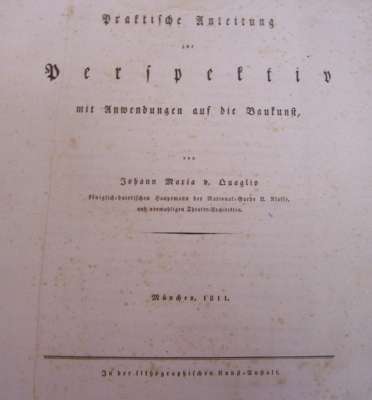 Praktische Anleitung
zur
Perspektiv
mit Anwendungen auf die Baukunst,
von
Johann Maria v. Quaglio
königlich-baierischen Hauptmann der National-Garde II. Klasse,
und vormahligen Theater-Architekten.
München, 1811.
In der lithographischen Kunst-Anstalt.